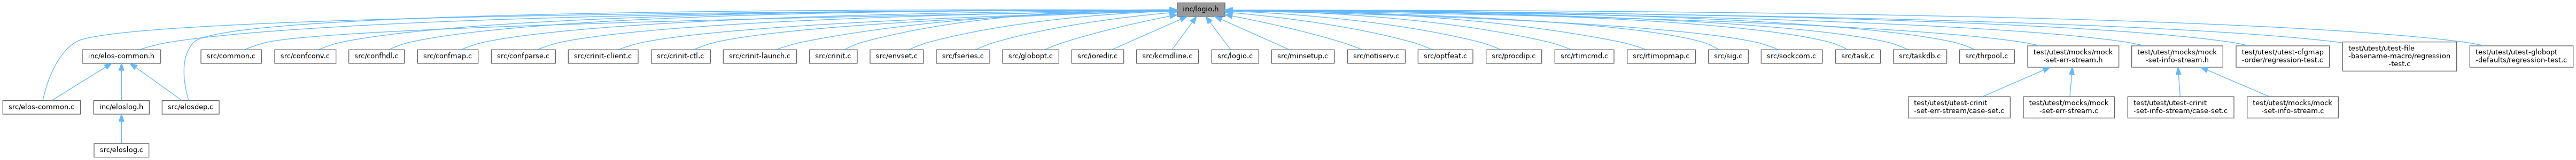 inc/logio.h
inc/elos-common.h
src/common.c
src/confconv.c
src/confhdl.c
src/confmap.c
src/confparse.c
src/crinit-client.c
src/crinit-ctl.c
src/crinit-launch.c
src/crinit.c
src/envset.c
src/fseries.c
src/globopt.c
src/ioredir.c
src/kcmdline.c
src/logio.c
src/minsetup.c
src/notiserv.c
src/optfeat.c
src/procdip.c
src/rtimcmd.c
src/rtimopmap.c
src/sig.c
src/sockcom.c
src/task.c
src/taskdb.c
src/thrpool.c
test/utest/mocks/mock
-set-err-stream.h
test/utest/mocks/mock
-set-info-stream.h
test/utest/utest-cfgmap
-order/regression-test.c
test/utest/utest-file
-basename-macro/regression
-test.c
test/utest/utest-globopt
-defaults/regression-test.c
src/elos-common.c
inc/eloslog.h
src/elosdep.c
test/utest/utest-crinit
-set-err-stream/case-set.c
test/utest/mocks/mock
-set-err-stream.c
test/utest/utest-crinit
-set-info-stream/case-set.c
test/utest/mocks/mock
-set-info-stream.c
src/eloslog.c